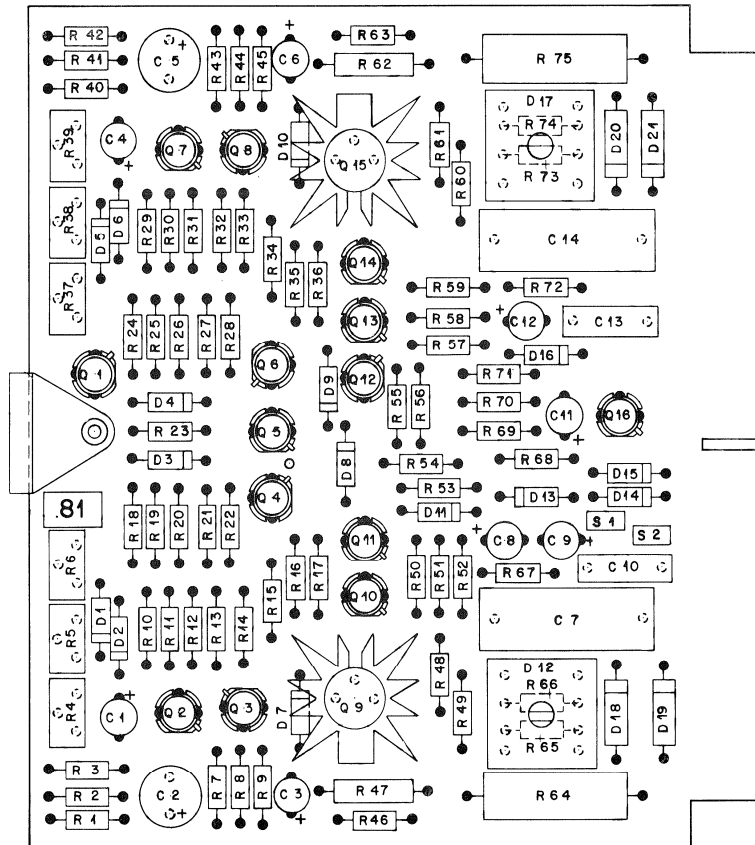 R 42
R 41
R 40
C 5
R 43
R 44
R 45
C 6
R 63
R 62
R 75
R 39
C 4
Q 7
Q 8
D 10
Q 15
R 61
R 60
D 17
R 74
R 73
D 20
D 21
R 38
D 5
D 6
R 29
R 30
R 31
R 32
R 33
R 34
R 35
R 36
Q 14
C 14
R 37
R 59
R 72
R 24
R 25
R 26
R 27
R 28
Q 13
R 58
C 12
C 13
R 57
Q 1
Q 6
D 9
Q 12
D 16
R 71
D 4
R 55
R 56
R 70
C 11
Q 16
R 23
Q 5
R 69
D 3
D 8
R 54
R 68
Q 4
R 53
D 15
.81
D 11
D 13
D 14
R 18
R 19
R 20
R 21
R 22
S 1
S 2
R 6
Q 11
C 8
C 9
R 16
R 17
R 50
R 51
R 52
R 67
C 10
R 5
D 1
D 2
R 10
R 11
R 12
R 13
R 14
R 15
Q 10
C 7
R 4
C 1
Q 2
Q 3
D 7
Q 9
R 48
R 49
D 12
R 66
R 65
D 18
D 19
R 3
R 2
R 1
C 2
R 7
R 8
R 9
C 3
R 47
R 46
R 64